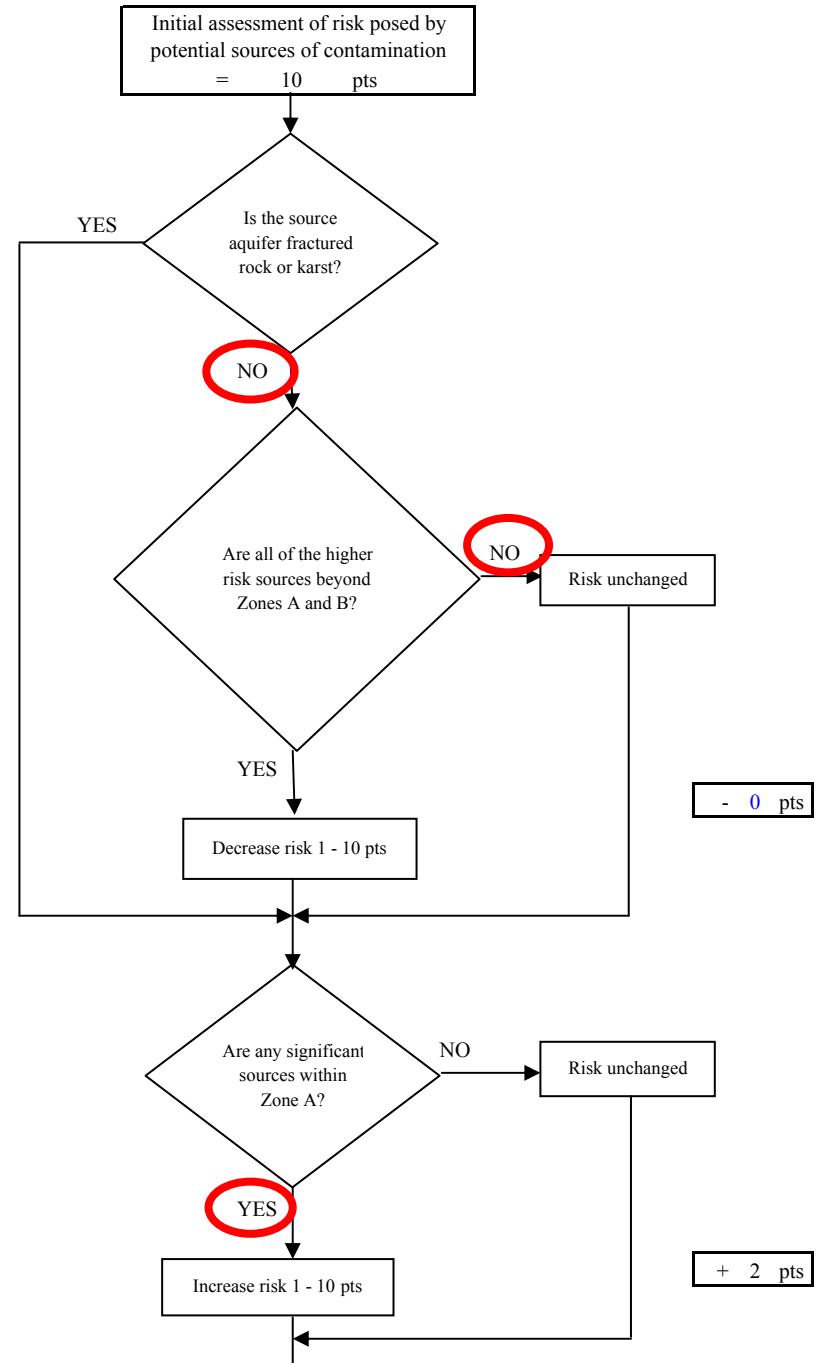 Initial assessment of risk posed by
potential sources of contamination
= 10 pts
YES
Is the source
aquifer fractured
rock or karst?
NO
Are all of the higher
risk sources beyond
Zones A and B?
NO
Risk unchanged
YES
- 0 pts
Decrease risk 1 - 10 pts
Are any significant
sources within
Zone A?
NO
Risk unchanged
YES
Increase risk 1 - 10 pts
+ 2 pts